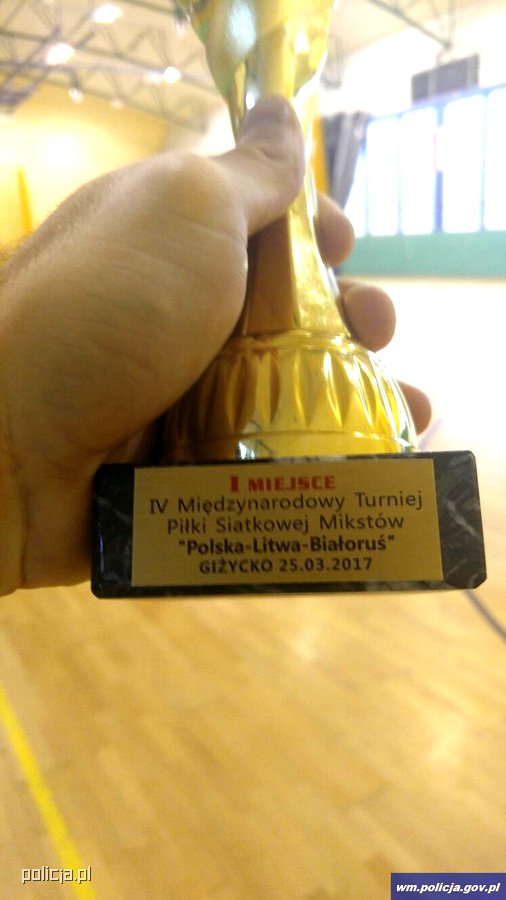 I MIEJSCE
IV Międzynarodowy Turniej
Piłki Siatkowej Mikstów
"Polska-Litwa-Białoruś"
GIŻYCKO 25.03.2017
policja.pl
wm.policja.gov.pl